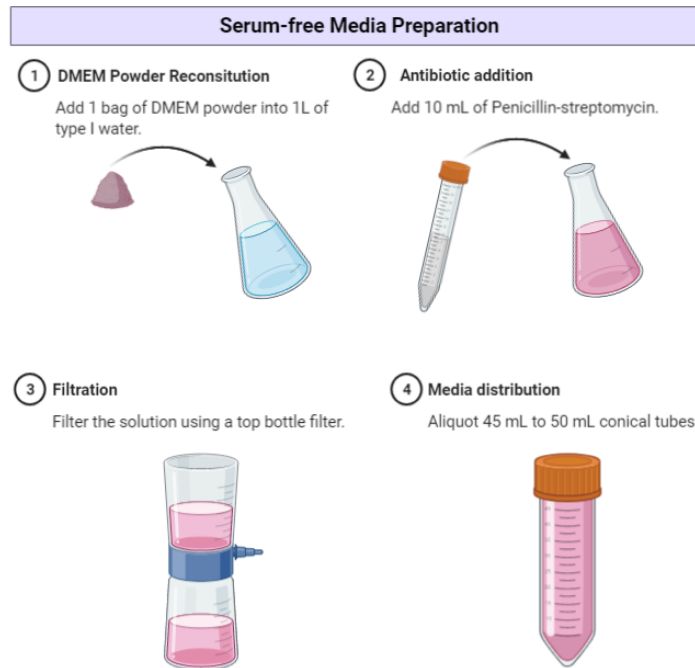 Serum-free Media Preparation
1 DMEM Powder Reconsitution
Add 1 bag of DMEM powder into 1L of
type I water.
2 Antibiotic addition
Add 10 mL of Penicillin-streptomycin.
3 Filtration
Filter the solution using a top bottle filter.
4 Media distribution
Aliquot 45 mL to 50 mL conical tubes